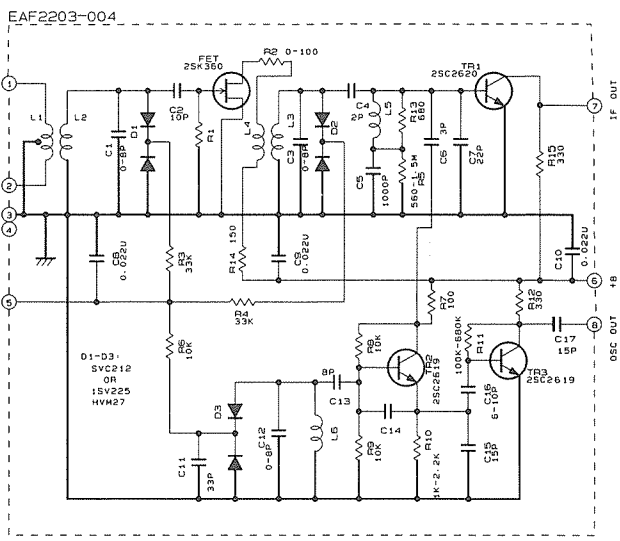 EAF2203-004
FET
2SK360
R2 0-100
TR1
2SC2620
1
L1
L2
C1
0-8P
D1
C2
10P
R1
L4
L3
C3
0-8P
D2
C4
2P
L5
R13
680
C5
1000P
R5
560-1.5M
3P
C6
C7
22P
R15
330
7
IF OUT
2
3
4
C8
0.022U
R3
33K
R14 150
C9
0.022U
C10
0.022U
6
+B
5
R4
33K
R6
10K
R7
100
R12
330
8
OSC OUT
C17
15P
R8
10K
TR2
2SC2619
100K-680K
R11
TR3
2SC2619
D1-D3:
SVC212
OR
1SV225
HVM27
D3
8P
C13
C16
6-10P
C12
0-8P
L6
C14
R9
10K
R10
1K-2.2K
C15
15P
C11
33P